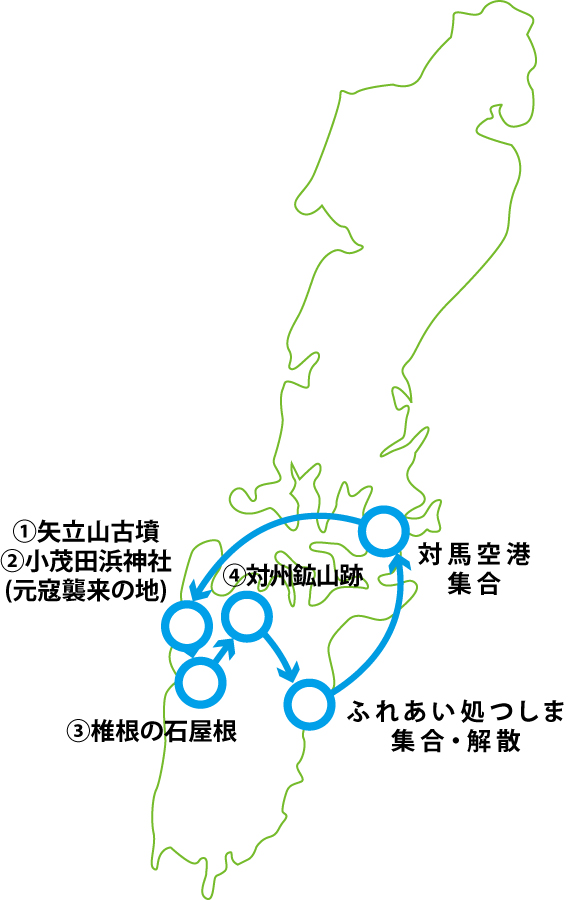 ①矢立山古墳
②小茂田浜神社
(元寇襲来の地)
④対州鉱山跡
対馬空港
集合
③椎根の石屋根
ふれあい処つしま
集合・解散